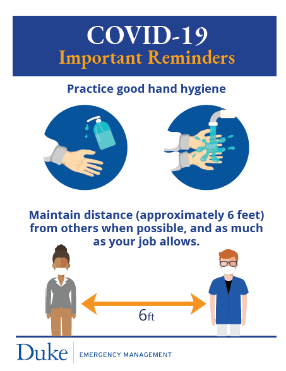 COVID-19
Important Reminders
Practice good hand hygiene
Maintain distance (approximately 6 feet)
from others when possible, and as much
as your job allows.
6ft
Duke EMERGENCY MANAGEMENT